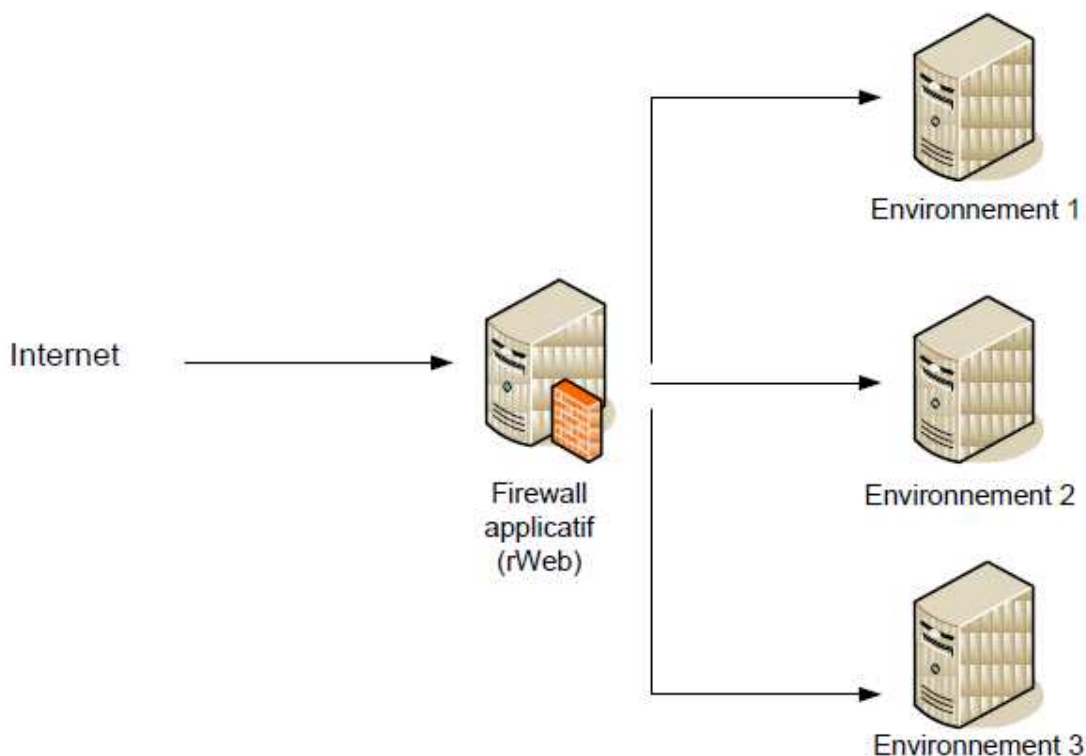 Internet
Firewall
applicatif
(rWeb)
Environnement 1
Environnement 2
Environnement 3